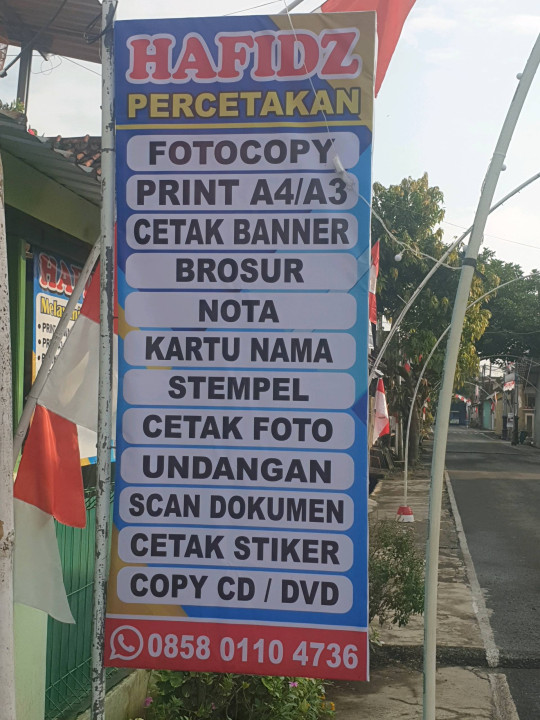 HAFIDZ
PERCETAKAN
FOTOCOPY
PRINT A4/A3
CETAK BANNER
BROSUR
NOTA
KARTU NAMA
STEMPEL
CETAK FOTO
UNDANGAN
SCAN DOKUMEN
CETAK STIKER
COPY CD / DVD
0858 0110 4736